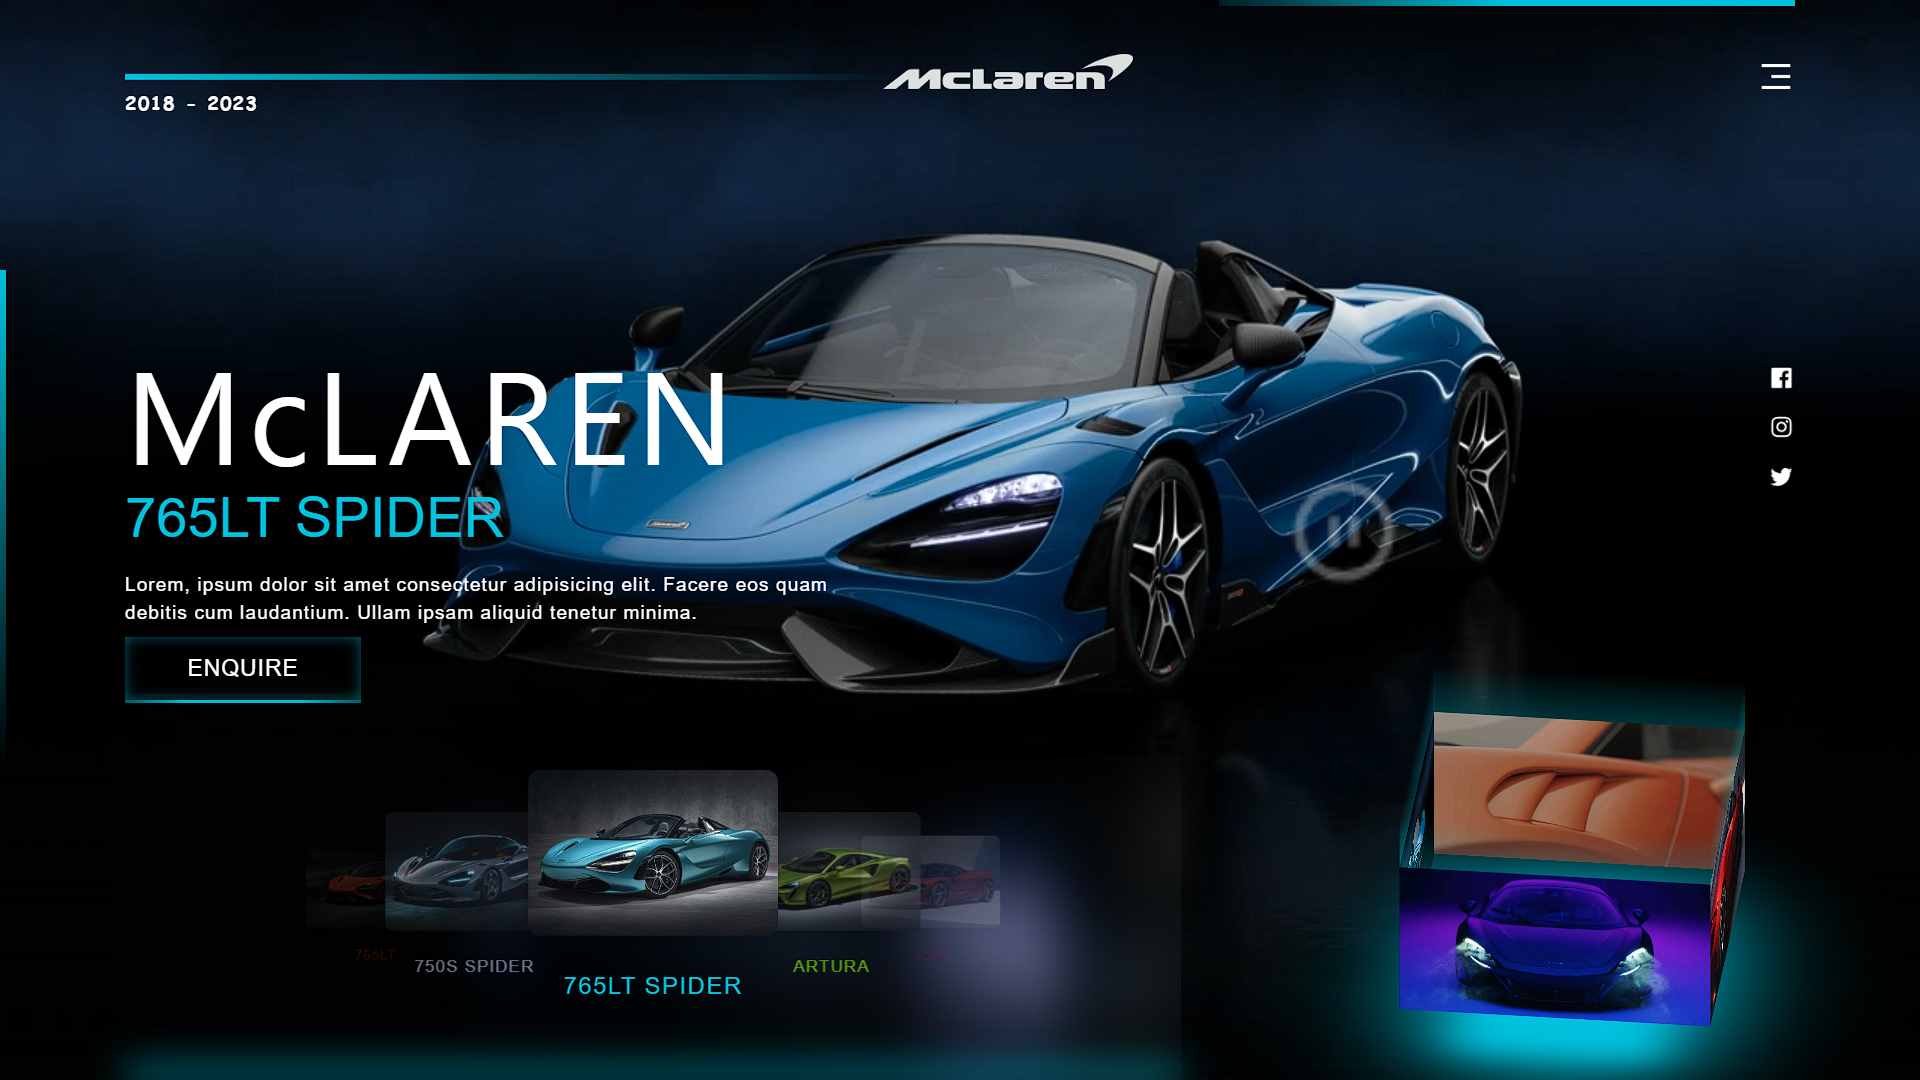 McLaren
2018 - 2023
McLAREN
765LT SPIDER
Lorem, ipsum dolor sit amet consectetur adipisicing elit. Facere eos quam
debitis cum laudantium. Ullam ipsam aliquid tenetur minima.
ENQUIRE
765LT
750S SPIDER
765LT SPIDER
ARTURA